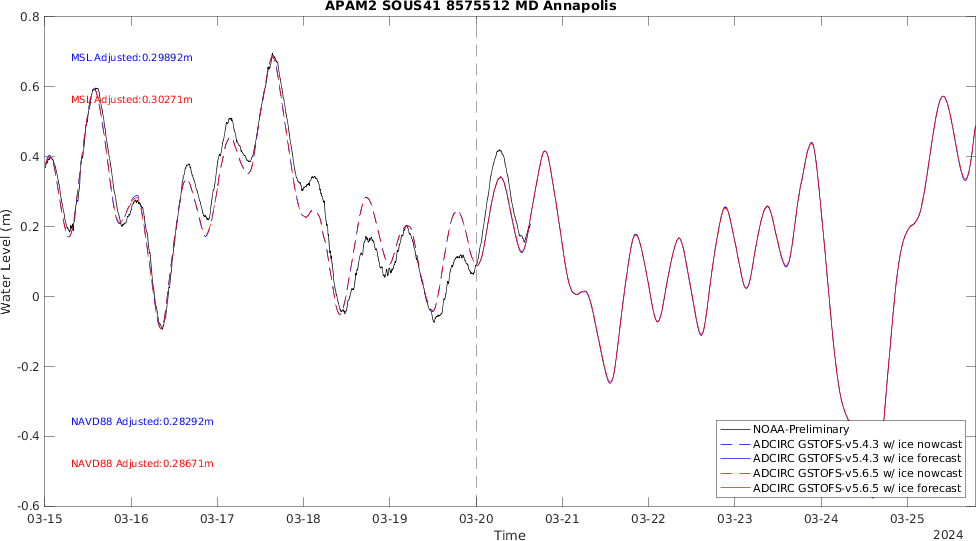 APAM2 SOUS41 8575512 MD Annapolis
0.8
0.6
0.4
0.2
0
-0.2
-0.4
-0.6
Water Level (m)
MSL Adjusted:0.29892m
MSL Adjusted:0.30271m
NAVD88 Adjusted:0.28292m
NAVD88 Adjusted:0.28671m
NOAA-Preliminary
ADCIRC GSTOFS-v5.4.3 w/ ice nowcast
ADCIRC GSTOFS-v5.4.3 w/ ice forecast
ADCIRC GSTOFS-v5.6.5 w/ ice nowcast
ADCIRC GSTOFS-v5.6.5 w/ ice forecast
03-15 03-16 03-17 03-18 03-19 03-20 03-21 03-22 03-23 03-24 03-25
Time
2024